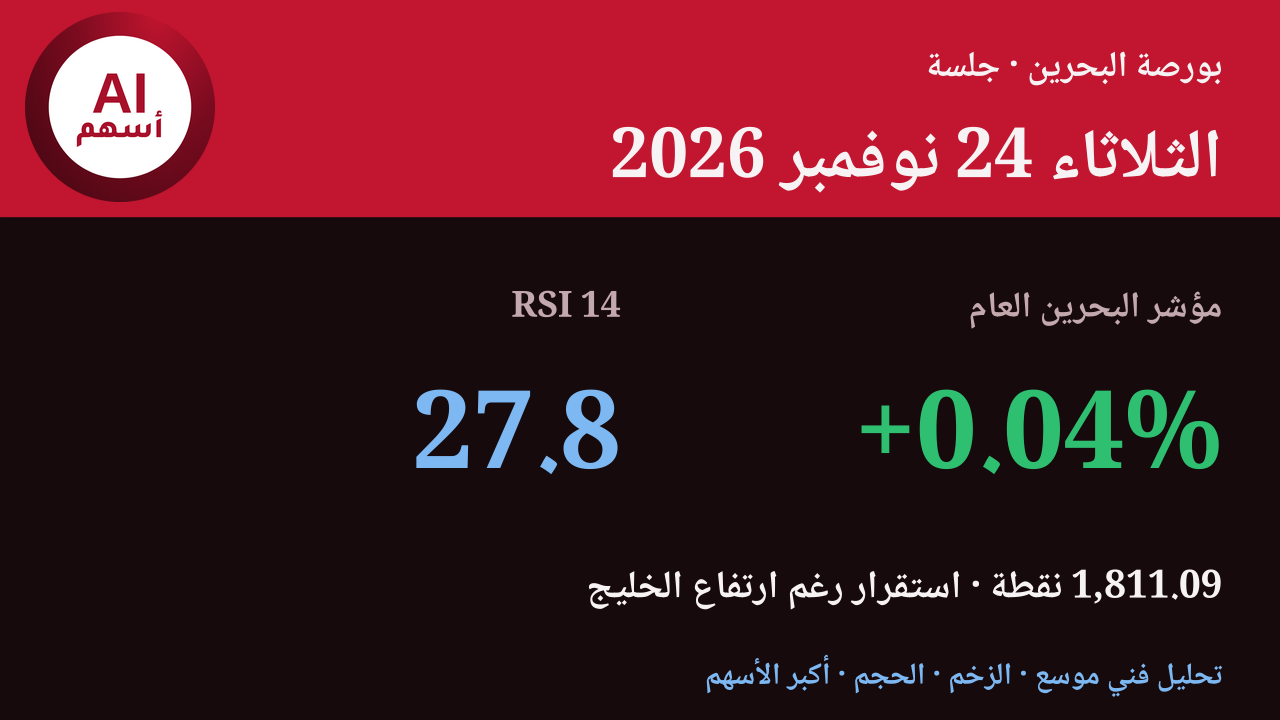 AI
أسهم
بورصة البحرين · جلسة
الثلاثاء 24 نوفمبر 2026
مؤشر البحرين العام
+0.04%
RSI 14
27.8
1,811.09 نقطة · استقرار رغم ارتفاع الخليج
تحليل فني موسع · الزخم · الحجم · أكبر الأسهم